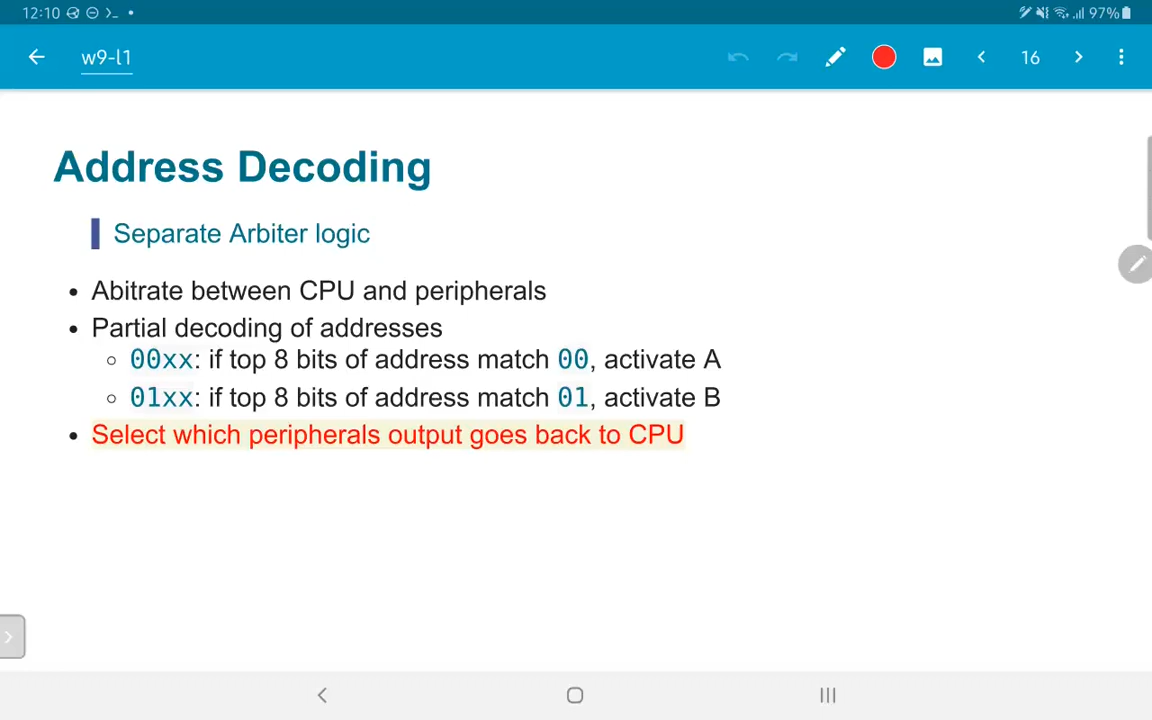 12:10 97%
w9-l1 16
Address Decoding
Separate Arbiter logic
• Abitrate between CPU and peripherals
• Partial decoding of addresses
○ 00xx: if top 8 bits of address match 00, activate A
○ 01xx: if top 8 bits of address match 01, activate B
• Select which peripherals output goes back to CPU